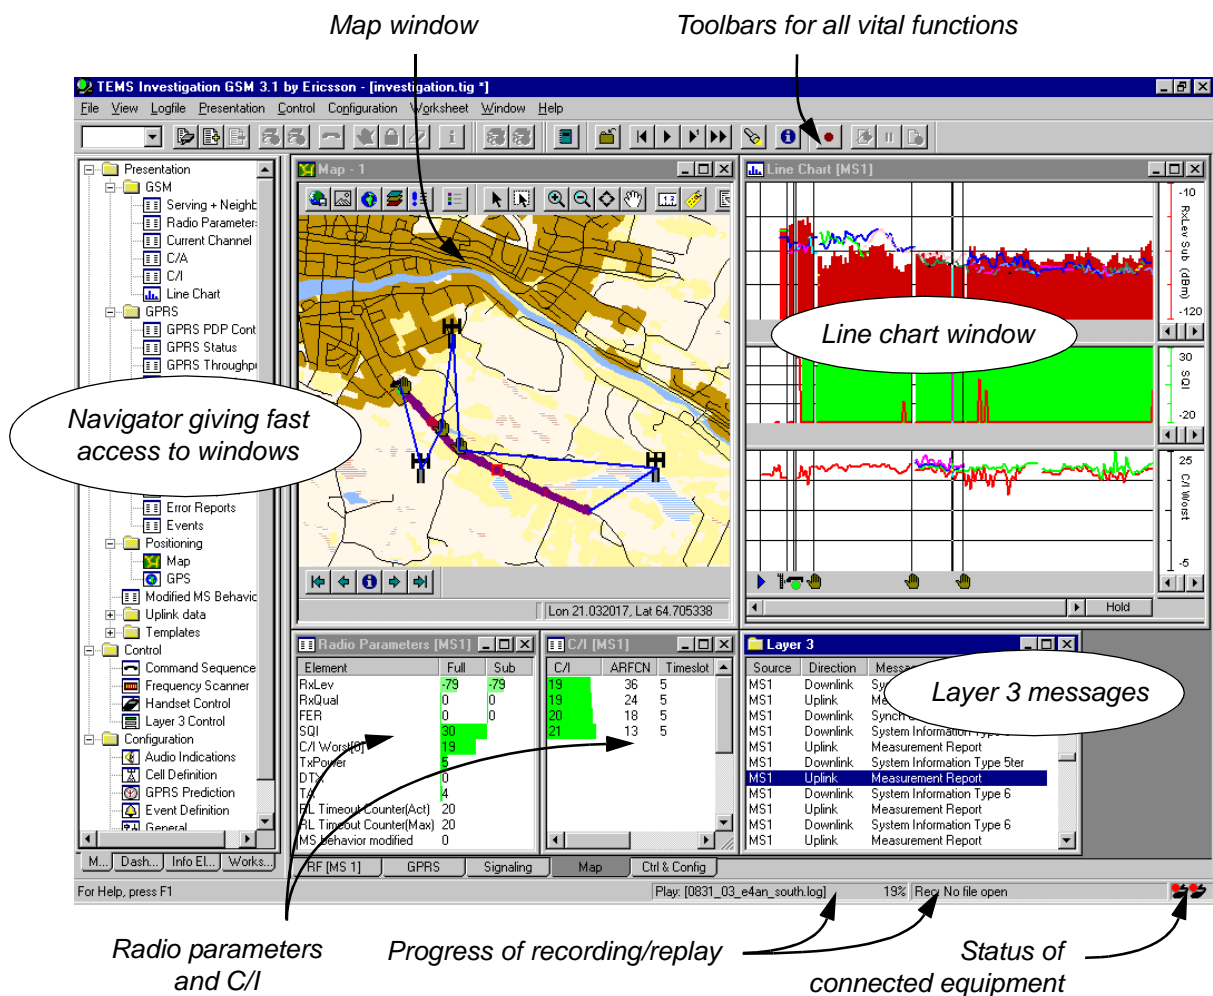 Map window
Toolbars for all vital functions
TEMS Investigation GSM 3.1 by Ericsson - [investigation.tig *]
File View Logfile Presentation Control Configuration Worksheet Window Help
Presentation
GSM
Serving + Neighb
Radio Parameter
Current Channel
C/A
C/I
Line Chart
GPRS
GPRS PDP Cont
GPRS Status
GPRS Throughp
Navigator giving fast
access to windows
Error Reports
Events
Positioning
Map
GPS
Modified MS Behavio
Uplink data
Templates
Control
Command Sequence
Frequency Scanner
Handset Control
Layer 3 Control
Configuration
Audio Indications
Cell Definition
GPRS Prediction
Event Definition
General
M... Dash... Info El... Works...
Map - 1
Lon 21.032017, Lat 64.705338
Line Chart [MS1]
-10
RxLev Sub (dBm)
-120
Line chart window
30
SQI
-20
25
C/I Worst
-5
Hold
Radio Parameters [MS1]
Element Full Sub
RxLev -79 -79
RxQual 0 0
FER 0 0
SQI 30
C/I Worst[0] 19
TxPower 5
DTX 0
TA 4
RL Timeout Counter(Act) 20
RL Timeout Counter(Max) 20
MS behavior modified 0
C/I [MS1]
C/I ARFCN Timeslot
19 36 5
19 24 5
20 18 5
21 13 5
Layer 3
Source Direction Messa
MS1 Downlink Sys
MS1 Uplink Me
MS1 Downlink Synch
MS1 Downlink System Information Type
MS1 Uplink Measurement Report
MS1 Downlink System Information Type 5ter
MS1 Uplink Measurement Report
MS1 Downlink System Information Type 6
MS1 Uplink Measurement Report
MS1 Downlink System Information Type 6
MS1 Uplink Measurement Report
Layer 3 messages
RF [MS 1] GPRS Signaling Map Ctrl & Config
For Help, press F1
Play: [0831_03_e4an_south.log] 19% Rec: No file open
Radio parameters
and C/I
Progress of recording/replay
Status of
connected equipment